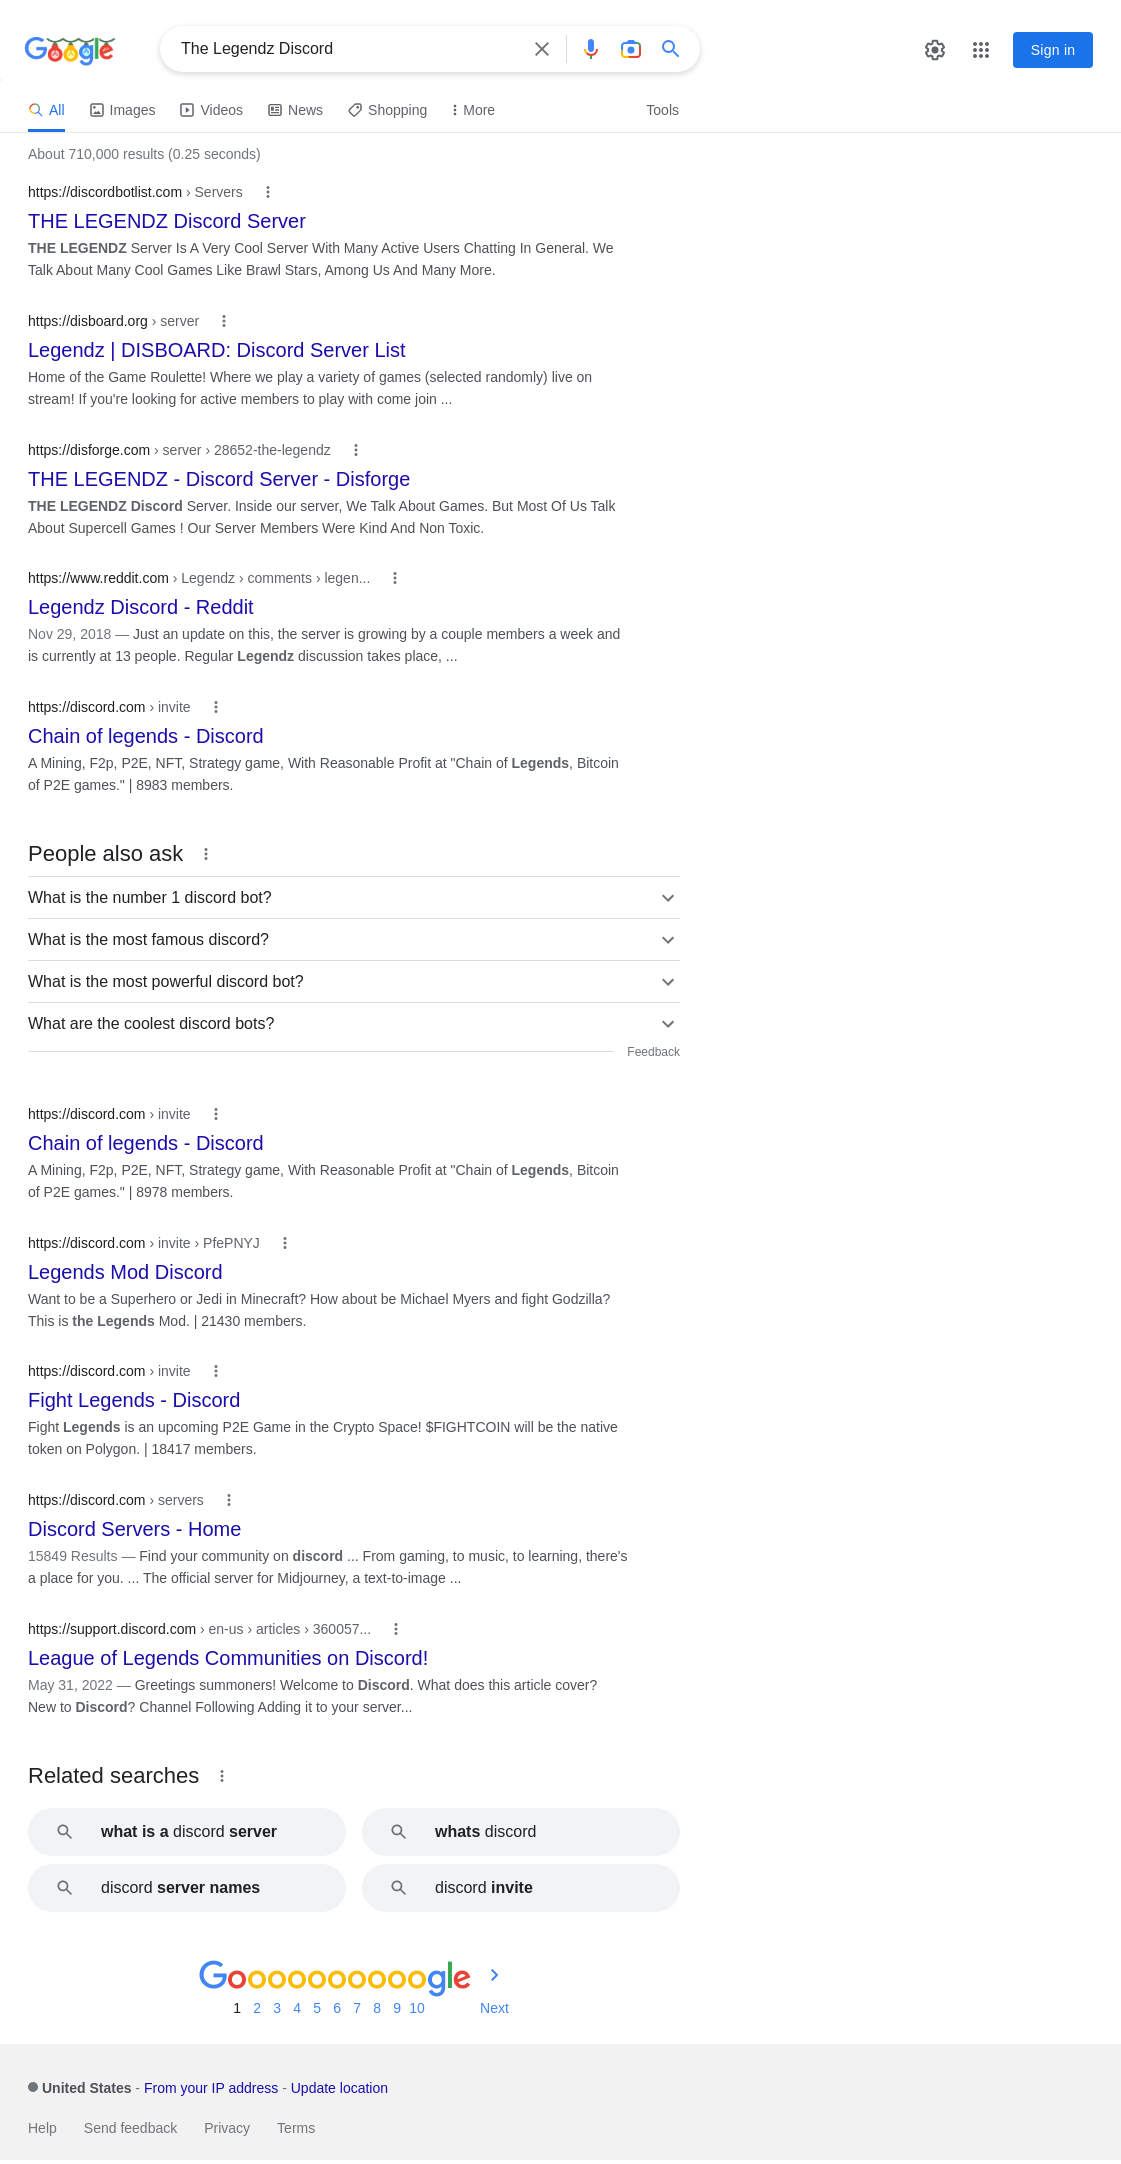 Google
The Legendz Discord
Sign in
All Images Videos News Shopping More Tools
About 710,000 results (0.25 seconds)
https://discordbotlist.com › Servers
THE LEGENDZ Discord Server
THE LEGENDZ Server Is A Very Cool Server With Many Active Users Chatting In General. We
Talk About Many Cool Games Like Brawl Stars, Among Us And Many More.
https://disboard.org › server
Legendz | DISBOARD: Discord Server List
Home of the Game Roulette! Where we play a variety of games (selected randomly) live on
stream! If you're looking for active members to play with come join ...
https://disforge.com › server › 28652-the-legendz
THE LEGENDZ - Discord Server - Disforge
THE LEGENDZ Discord Server. Inside our server, We Talk About Games. But Most Of Us Talk
About Supercell Games ! Our Server Members Were Kind And Non Toxic.
https://www.reddit.com › Legendz › comments › legen...
Legendz Discord - Reddit
Nov 29, 2018 — Just an update on this, the server is growing by a couple members a week and
is currently at 13 people. Regular Legendz discussion takes place, ...
https://discord.com › invite
Chain of legends - Discord
A Mining, F2p, P2E, NFT, Strategy game, With Reasonable Profit at "Chain of Legends, Bitcoin
of P2E games." | 8983 members.
People also ask
What is the number 1 discord bot?
What is the most famous discord?
What is the most powerful discord bot?
What are the coolest discord bots?
Feedback
https://discord.com › invite
Chain of legends - Discord
A Mining, F2p, P2E, NFT, Strategy game, With Reasonable Profit at "Chain of Legends, Bitcoin
of P2E games." | 8978 members.
https://discord.com › invite › PfePNYJ
Legends Mod Discord
Want to be a Superhero or Jedi in Minecraft? How about be Michael Myers and fight Godzilla?
This is the Legends Mod. | 21430 members.
https://discord.com › invite
Fight Legends - Discord
Fight Legends is an upcoming P2E Game in the Crypto Space! $FIGHTCOIN will be the native
token on Polygon. | 18417 members.
https://discord.com › servers
Discord Servers - Home
15849 Results — Find your community on discord ... From gaming, to music, to learning, there's
a place for you. ... The official server for Midjourney, a text-to-image ...
https://support.discord.com › en-us › articles › 360057...
League of Legends Communities on Discord!
May 31, 2022 — Greetings summoners! Welcome to Discord. What does this article cover?
New to Discord? Channel Following Adding it to your server...
Related searches
what is a discord server
whats discord
discord server names
discord invite
Goooooooooogle
1 2 3 4 5 6 7 8 9 10 Next
United States - From your IP address - Update location
Help Send feedback Privacy Terms